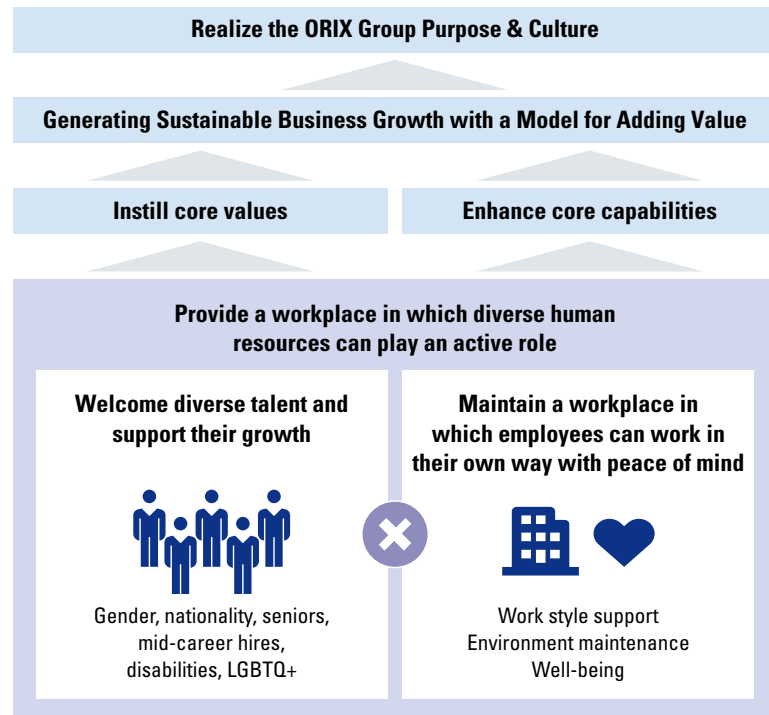 Realize the ORIX Group Purpose & Culture
Generating Sustainable Business Growth with a Model for Adding Value
Instill core values
Enhance core capabilities
Provide a workplace in which diverse human
resources can play an active role
Welcome diverse talent and
support their growth
Gender, nationality, seniors,
mid-career hires,
disabilities, LGBTQ+
Maintain a workplace in
which employees can work in
their own way with peace of mind
Work style support
Environment maintenance
Well-being